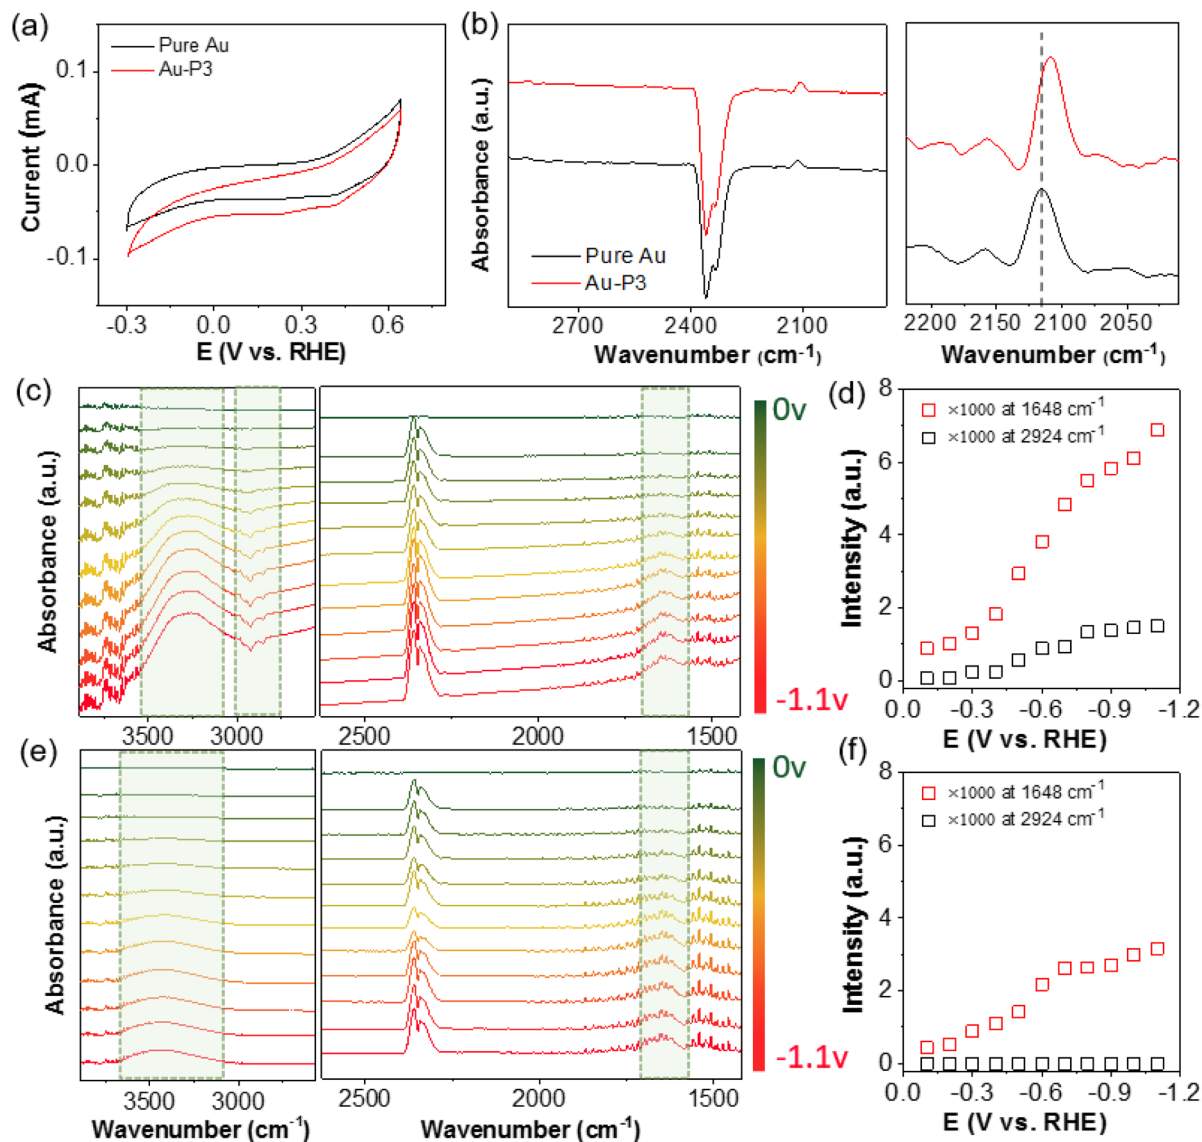 (a)
Pure Au
Au-P3
0.1
0.0
-0.1
Current (mA)
-0.3 0.0 0.3 0.6
E (V vs. RHE)
(b)
Absorbance (a.u.)
Pure Au
Au-P3
2700 2400 2100
Wavenumber (cm⁻¹)
2200 2150 2100 2050
Wavenumber (cm⁻¹)
(c)
Absorbance (a.u.)
0v
-1.1v
3500 3000
2500 2000 1500
(d)
×1000 at 1648 cm⁻¹
×1000 at 2924 cm⁻¹
8
6
4
2
0
Intensity (a.u.)
0.0 -0.3 -0.6 -0.9 -1.2
E (V vs. RHE)
(e)
Absorbance (a.u.)
0v
-1.1v
3500 3000
Wavenumber (cm⁻¹)
2500 2000 1500
Wavenumber (cm⁻¹)
(f)
×1000 at 1648 cm⁻¹
×1000 at 2924 cm⁻¹
8
6
4
2
0
Intensity (a.u.)
0.0 -0.3 -0.6 -0.9 -1.2
E (V vs. RHE)